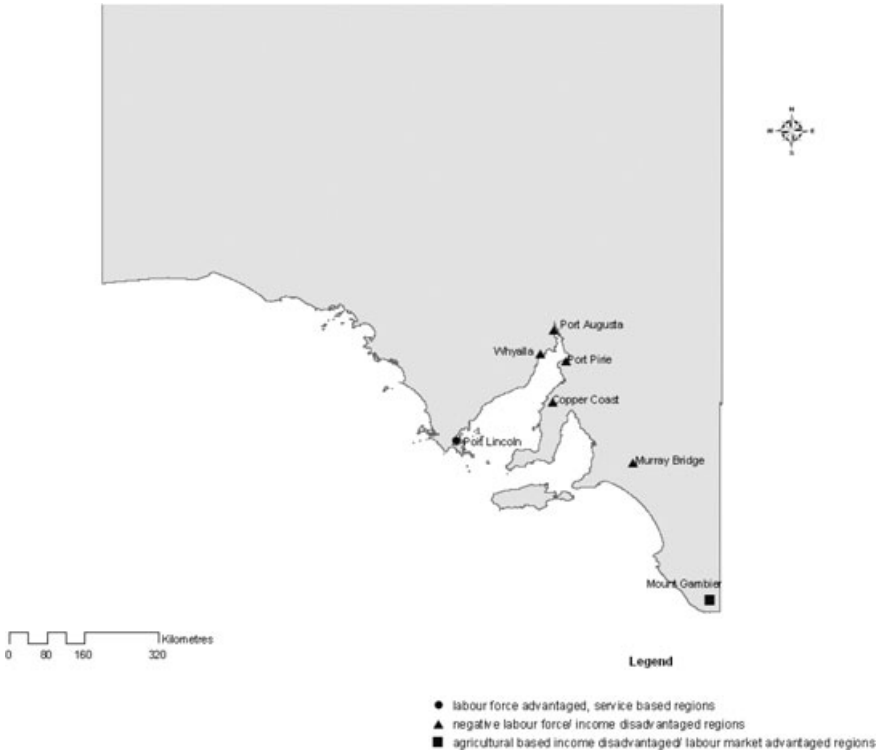 N
W E
S
Port Augusta
Whyalla
Port Pirie
Copper Coast
Port Lincoln
Murray Bridge
Mount Gambier
Kilometres
0 80 160 320
Legend
labour force advantaged, service based regions
negative labour force/ income disadvantaged regions
agricultural based income disadvantaged/ labour market advantaged regions